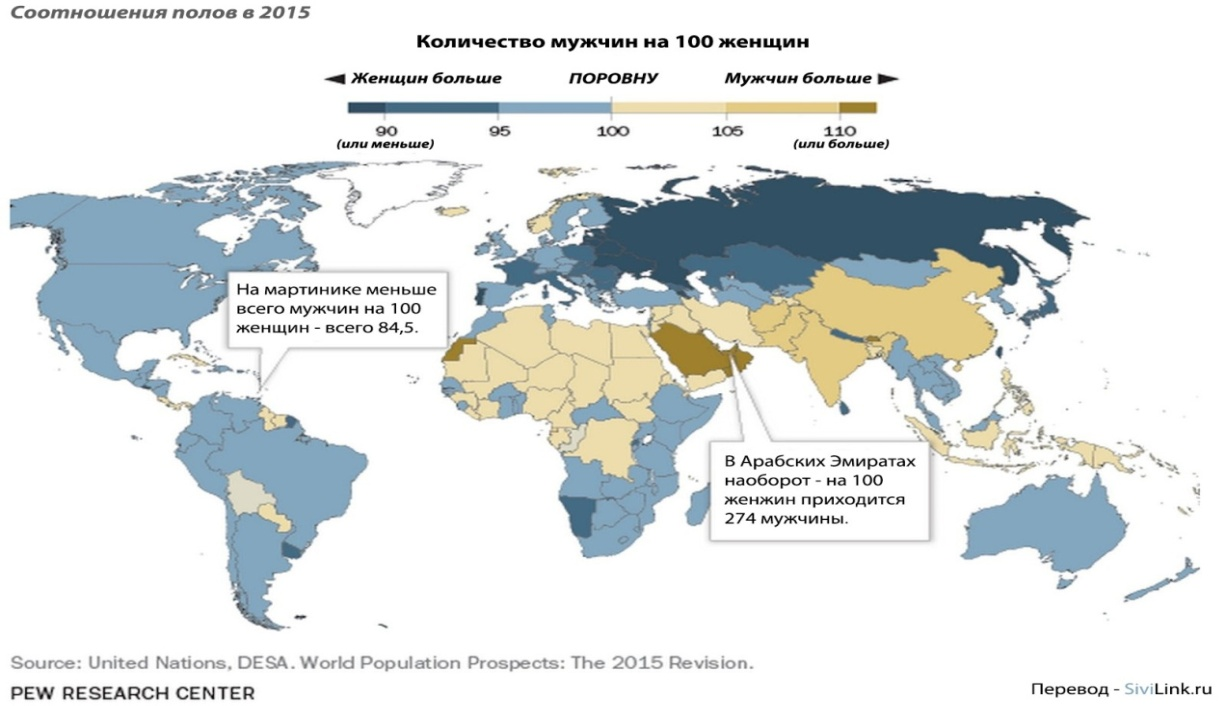 Соотношения полов в 2015
Количество мужчин на 100 женщин
Женщин больше ПОРОВНУ Мужчин больше
90 95 100 105 110
(или меньше) (или больше)
На мартинике меньше
всего мужчин на 100
женщин - всего 84,5.
В Арабских Эмиратах
наоборот - на 100
женжин приходится
274 мужчины.
Source: United Nations, DESA. World Population Prospects: The 2015 Revision.
PEW RESEARCH CENTER
Перевод - SiviLink.ru